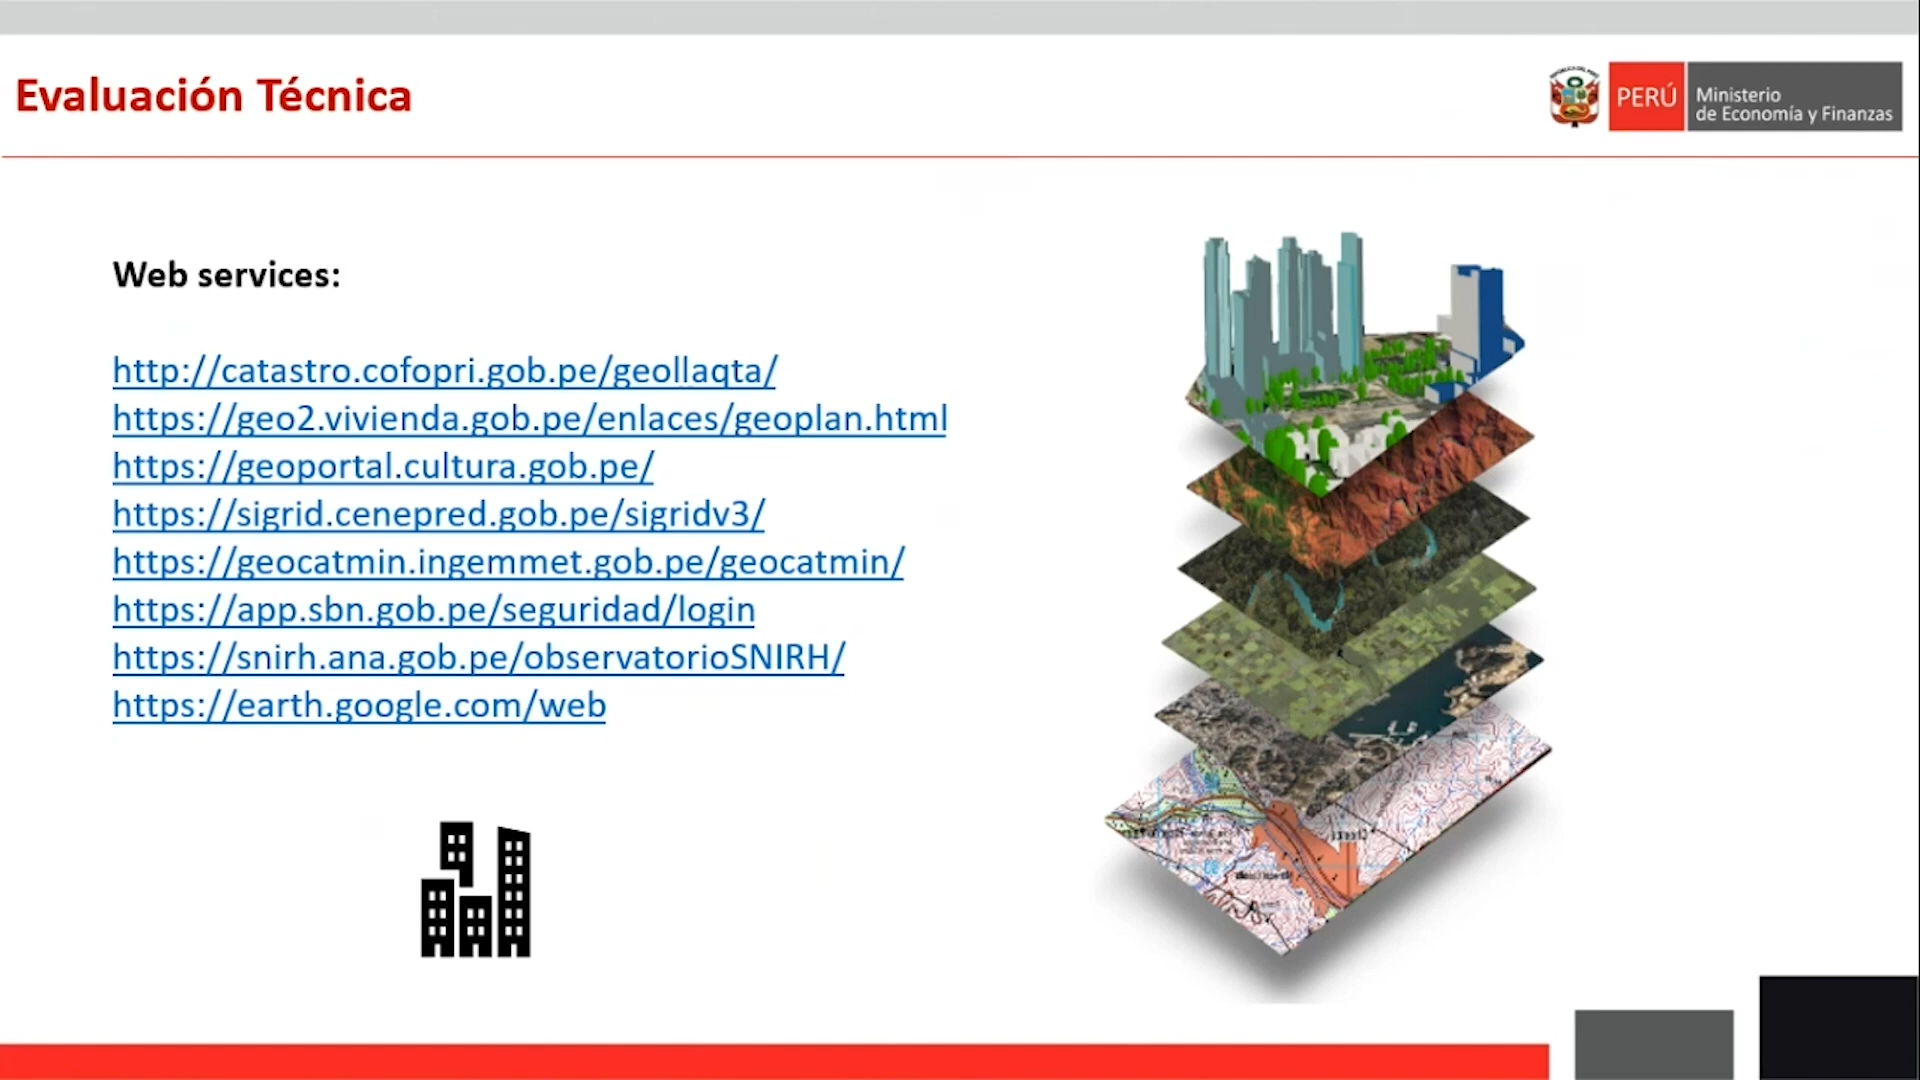 Evaluación Técnica
PERÚ
Ministerio
de Economía y Finanzas
Web services:
http://catastro.cofopri.gob.pe/geollaqta/
https://geo2.vivienda.gob.pe/enlaces/geoplan.html
https://geoportal.cultura.gob.pe/
https://sigrid.cenepred.gob.pe/sigridv3/
https://geocatmin.ingemmet.gob.pe/geocatmin/
https://app.sbn.gob.pe/seguridad/login
https://snirh.ana.gob.pe/observatorioSNIRH/
https://earth.google.com/web